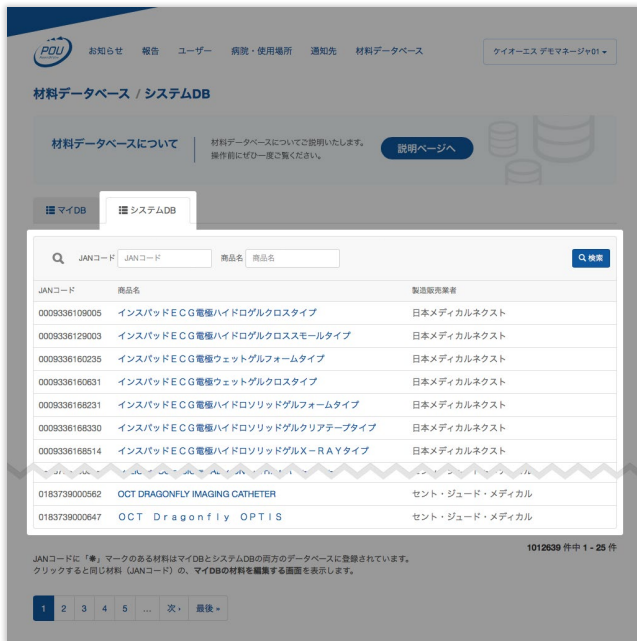 POU
お知らせ 報告 ユーザー 病院・使用場所 通知先 材料データベース ケイオーエス デモマネージャ01
材料データベース / システムDB
材料データベースについて 材料データベースについてご説明いたします。
操作前にぜひ一度ご覧ください。
説明ページへ
マイDB システムDB
JANコード JANコード 商品名 商品名 検索
JANコード 商品名 製造販売業者
0009336109005 インスパッドECG電極ハイドロゲルクロスタイプ 日本メディカルネクスト
0009336129003 インスパッドECG電極ハイドロゲルクロススモールタイプ 日本メディカルネクスト
0009336160235 インスパッドECG電極ウェットゲルフォームタイプ 日本メディカルネクスト
0009336160631 インスパッドECG電極ウェットゲルクロスタイプ 日本メディカルネクスト
0009336168231 インスパッドECG電極ハイドロソリッドゲルフォームタイプ 日本メディカルネクスト
0009336168330 インスパッドECG電極ハイドロソリッドゲルクリアテープタイプ 日本メディカルネクスト
0009336168514 インスパッドECG電極ハイドロソリッドゲルX-RAYタイプ 日本メディカルネクスト
0183739000562 OCT DRAGONFLY IMAGING CATHETER セント・ジュード・メディカル
0183739000647 OCT Dragonfly OPTIS セント・ジュード・メディカル
1012639 件中 1 - 25 件
JANコードに「✱」マークのある材料はマイDBとシステムDBの両方のデータベースに登録されています。
クリックすると同じ材料（JANコード）の、マイDBの材料を編集する画面を表示します。
1 2 3 4 5 … 次 › 最後 »